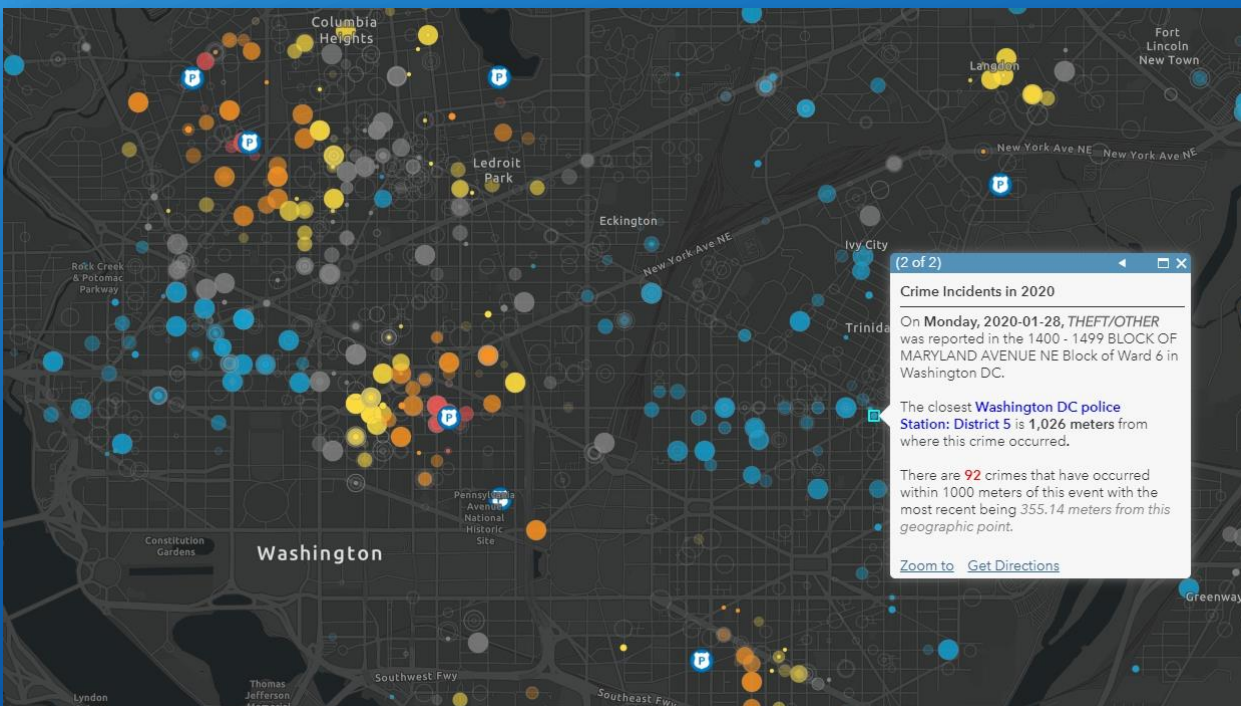 Columbia
Heights
Fort
Lincoln
New Town
Langdon
P
P
P
New York Ave NE
New York Ave NE
Ledroit
Park
P
Eckington
New York Ave NE
Ivy City
Rock Creek
& Potomac
Parkway
Trinida
(2 of 2)
Crime Incidents in 2020
On Monday, 2020-01-28, THEFT/OTHER
was reported in the 1400 - 1499 BLOCK OF
MARYLAND AVENUE NE Block of Ward 6 in
Washington DC.
The closest Washington DC police
Station: District 5 is 1,026 meters from
where this crime occurred.
There are 92 crimes that have occurred
within 1000 meters of this event with the
most recent being 355.14 meters from this
geographic point.
Zoom to Get Directions
P
Pennsylvania
Avenue
National
Historic
Site
Constitution
Gardens
Washington
Greenway
P
Southwest Fwy
Southeast Fwy
Thomas
Jefferson
Memorial
Lyndon